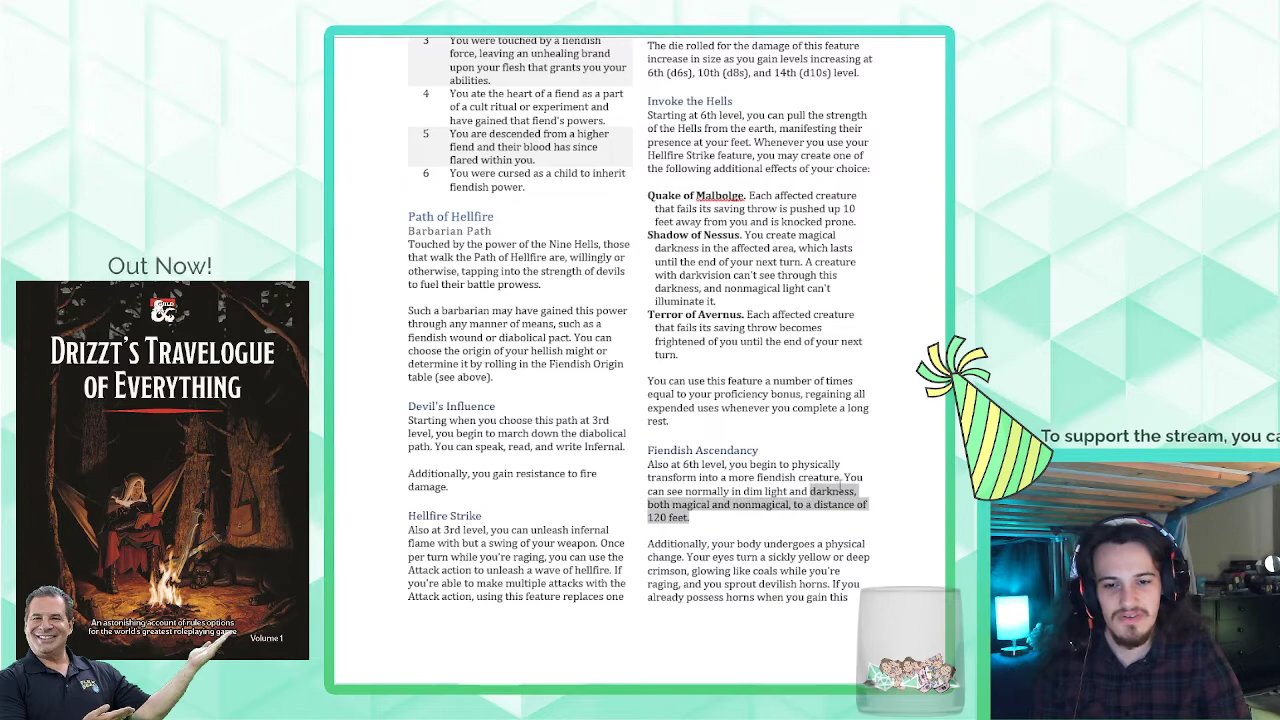 Out Now!
DRIZZT'S TRAVELOGUE
OF EVERYTHING
An astonishing account of rules options
for the world's greatest roleplaying game
Volume 1
3 You were touched by a fiendish
force, leaving an unhealing brand
upon your flesh that grants you your
abilities.
4 You ate the heart of a fiend as a part
of a cult ritual or experiment and
have gained that fiend's powers.
5 You are descended from a higher
fiend and their blood has since
flared within you.
6 You were cursed as a child to inherit
fiendish power.
Path of Hellfire
Barbarian Path
Touched by the power of the Nine Hells, those
that walk the Path of Hellfire are, willingly or
otherwise, tapping into the strength of devils
to fuel their battle prowess.
Such a barbarian may have gained this power
through any manner of means, such as a
fiendish wound or diabolical pact. You can
choose the origin of your hellish might or
determine it by rolling in the Fiendish Origin
table (see above).
Devil's Influence
Starting when you choose this path at 3rd
level, you begin to march down the diabolical
path. You can speak, read, and write Infernal.
Additionally, you gain resistance to fire
damage.
Hellfire Strike
Also at 3rd level, you can unleash infernal
flame with but a swing of your weapon. Once
per turn while you're raging, you can use the
Attack action to unleash a wave of hellfire. If
you're able to make multiple attacks with the
Attack action, using this feature replaces one
The die rolled for the damage of this feature
increase in size as you gain levels increasing at
6th (d6s), 10th (d8s), and 14th (d10s) level.
Invoke the Hells
Starting at 6th level, you can pull the strength
of the Hells from the earth, manifesting their
presence at your feet. Whenever you use your
Hellfire Strike feature, you may create one of
the following additional effects of your choice:
Quake of Malbolge. Each affected creature
that fails its saving throw is pushed up 10
feet away from you and is knocked prone.
Shadow of Nessus. You create magical
darkness in the affected area, which lasts
until the end of your next turn. A creature
with darkvision can't see through this
darkness, and nonmagical light can't
illuminate it.
Terror of Avernus. Each affected creature
that fails its saving throw becomes
frightened of you until the end of your next
turn.
You can use this feature a number of times
equal to your proficiency bonus, regaining all
expended uses whenever you complete a long
rest.
Fiendish Ascendancy
Also at 6th level, you begin to physically
transform into a more fiendish creature. You
can see normally in dim light and darkness,
both magical and nonmagical, to a distance of
120 feet.
Additionally, your body undergoes a physical
change. Your eyes turn a sickly yellow or deep
crimson, glowing like coals while you're
raging, and you sprout devilish horns. If you
already possess horns when you gain this
To support the stream, you ca